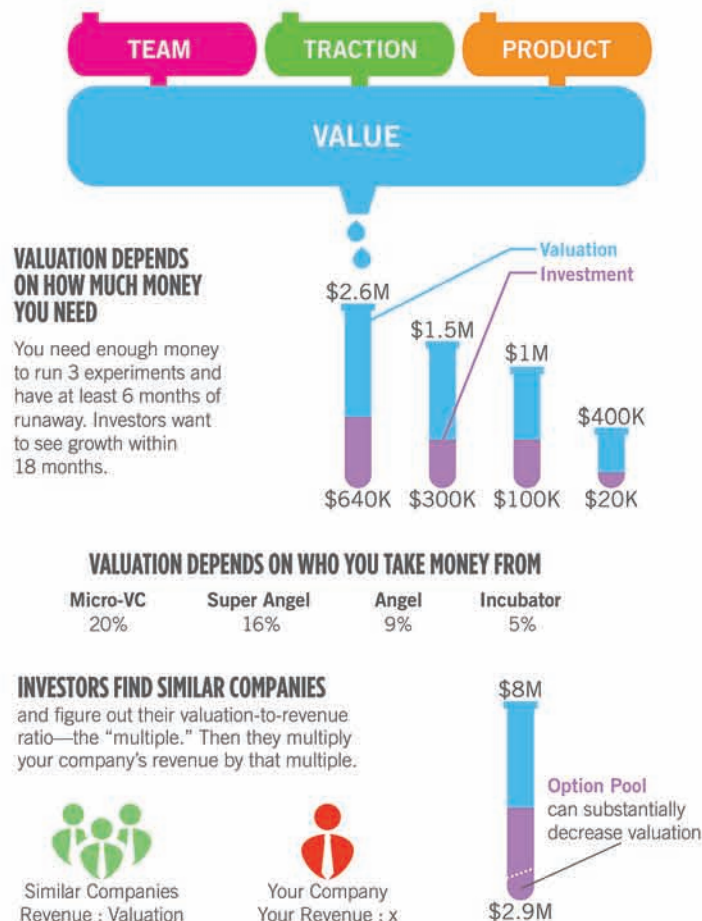 TEAM
TRACTION
PRODUCT
VALUE
VALUATION DEPENDS
ON HOW MUCH MONEY
YOU NEED
You need enough money
to run 3 experiments and
have at least 6 months of
runaway. Investors want
to see growth within
18 months.
Valuation
Investment
$2.6M
$1.5M
$1M
$400K
$640K
$300K
$100K
$20K
VALUATION DEPENDS ON WHO YOU TAKE MONEY FROM
Micro-VC
20%
Super Angel
16%
Angel
9%
Incubator
5%
INVESTORS FIND SIMILAR COMPANIES
and figure out their valuation-to-revenue
ratio—the “multiple.” Then they multiply
your company’s revenue by that multiple.
Similar Companies
Revenue : Valuation
Your Company
Your Revenue : x
$8M
Option Pool
can substantially
decrease valuation
$2.9M